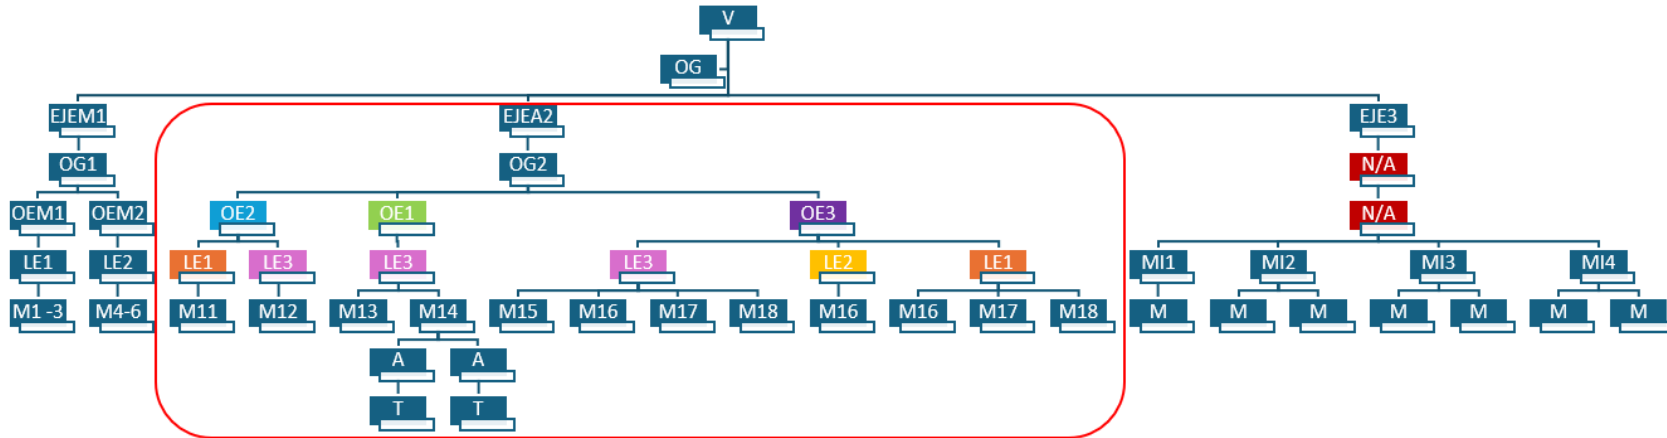 V
OG
EJEM1 EJEA2 EJE3
OG1 OG2 N/A
OEM1 OEM2 OE2 OE1 OE3 N/A
LE1 LE2 LE1 LE3 LE3 LE3 LE2 LE1 MI1 MI2 MI3 MI4
M1 -3 M4-6 M11 M12 M13 M14 M15 M16 M17 M18 M16 M16 M17 M18 M M M M M M M
A A
T T